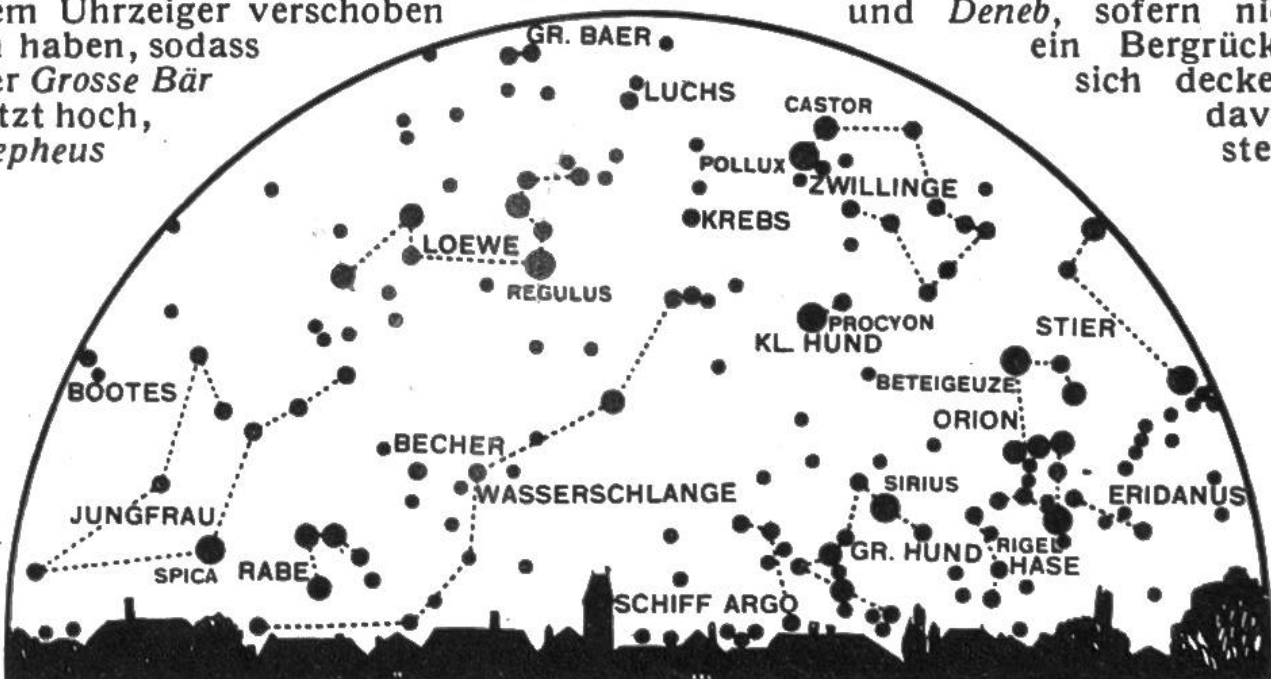 em Uhrzeiger verschoben
haben, sodass
er Grosse Bär
tzt hoch,
epheus
und Deneb, sofern nic
ein Bergrück
sich decke
dav
ste
GR. BAER
LUCHS
CASTOR
POLLUX
ZWILLINGE
KREBS
LOEWE
REGULUS
PROCYON
KL. HUND
STIER
BETEIGEUZE
BOOTES
ORION
BECHER
SIRIUS
WASSERSCHLANGE
ERIDANUS
JUNGFRAU
GR. HUND
RIGEL
HASE
SPICA
RABE
SCHIFF ARGO